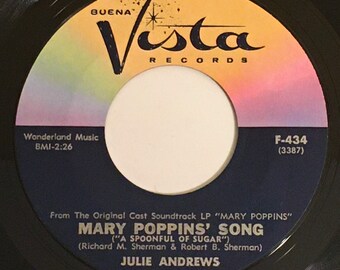 BUENA
Vista
RECORDS
Wonderland Music
BMI-2:26
F-434
(3387)
From The Original Cast Soundtrack LP "MARY POPPINS"
MARY POPPINS' SONG
("A SPOONFUL OF SUGAR")
(Richard M. Sherman & Robert B. Sherman)
JULIE ANDREWS